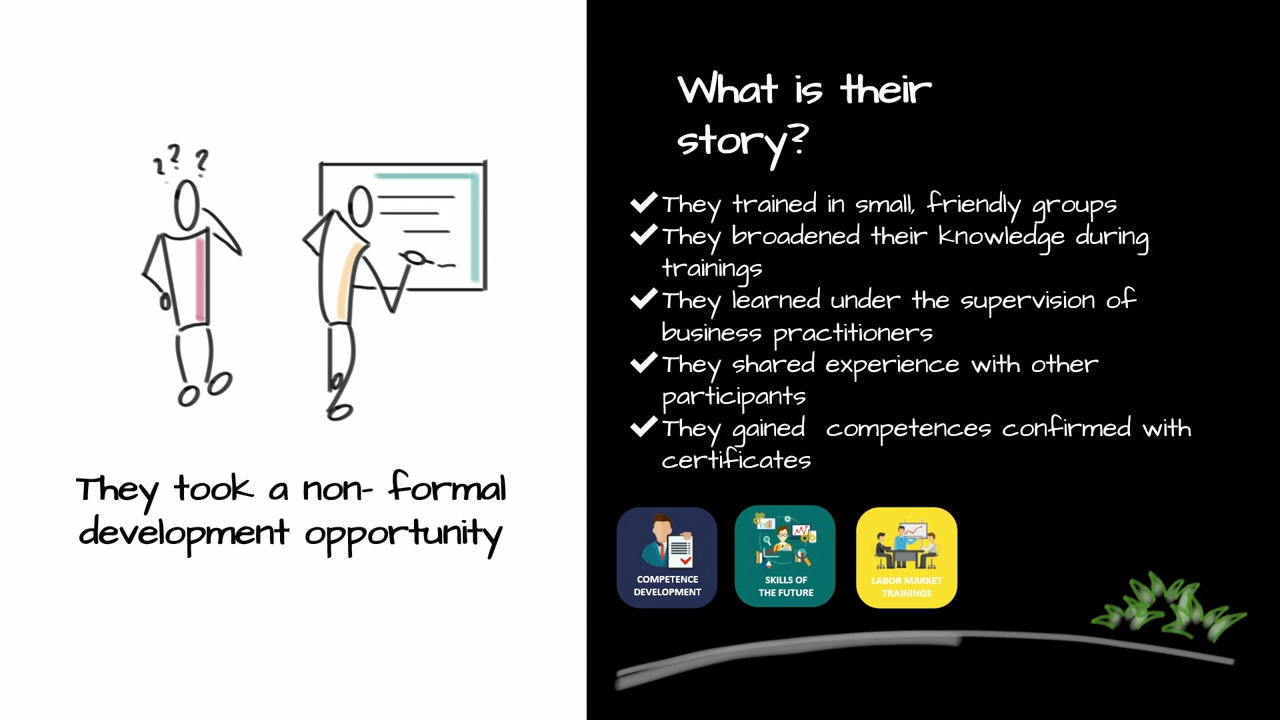 ? ? ?
They took a non- formal
development opportunity
What is their
story?
They trained in small, friendly groups
They broadened their knowledge during
trainings
They learned under the supervision of
business practitioners
They shared experience with other
participants
They gained  competences confirmed with
certificates
COMPETENCE
DEVELOPMENT
SKILLS OF
THE FUTURE
LABOR MARKET
TRAININGS